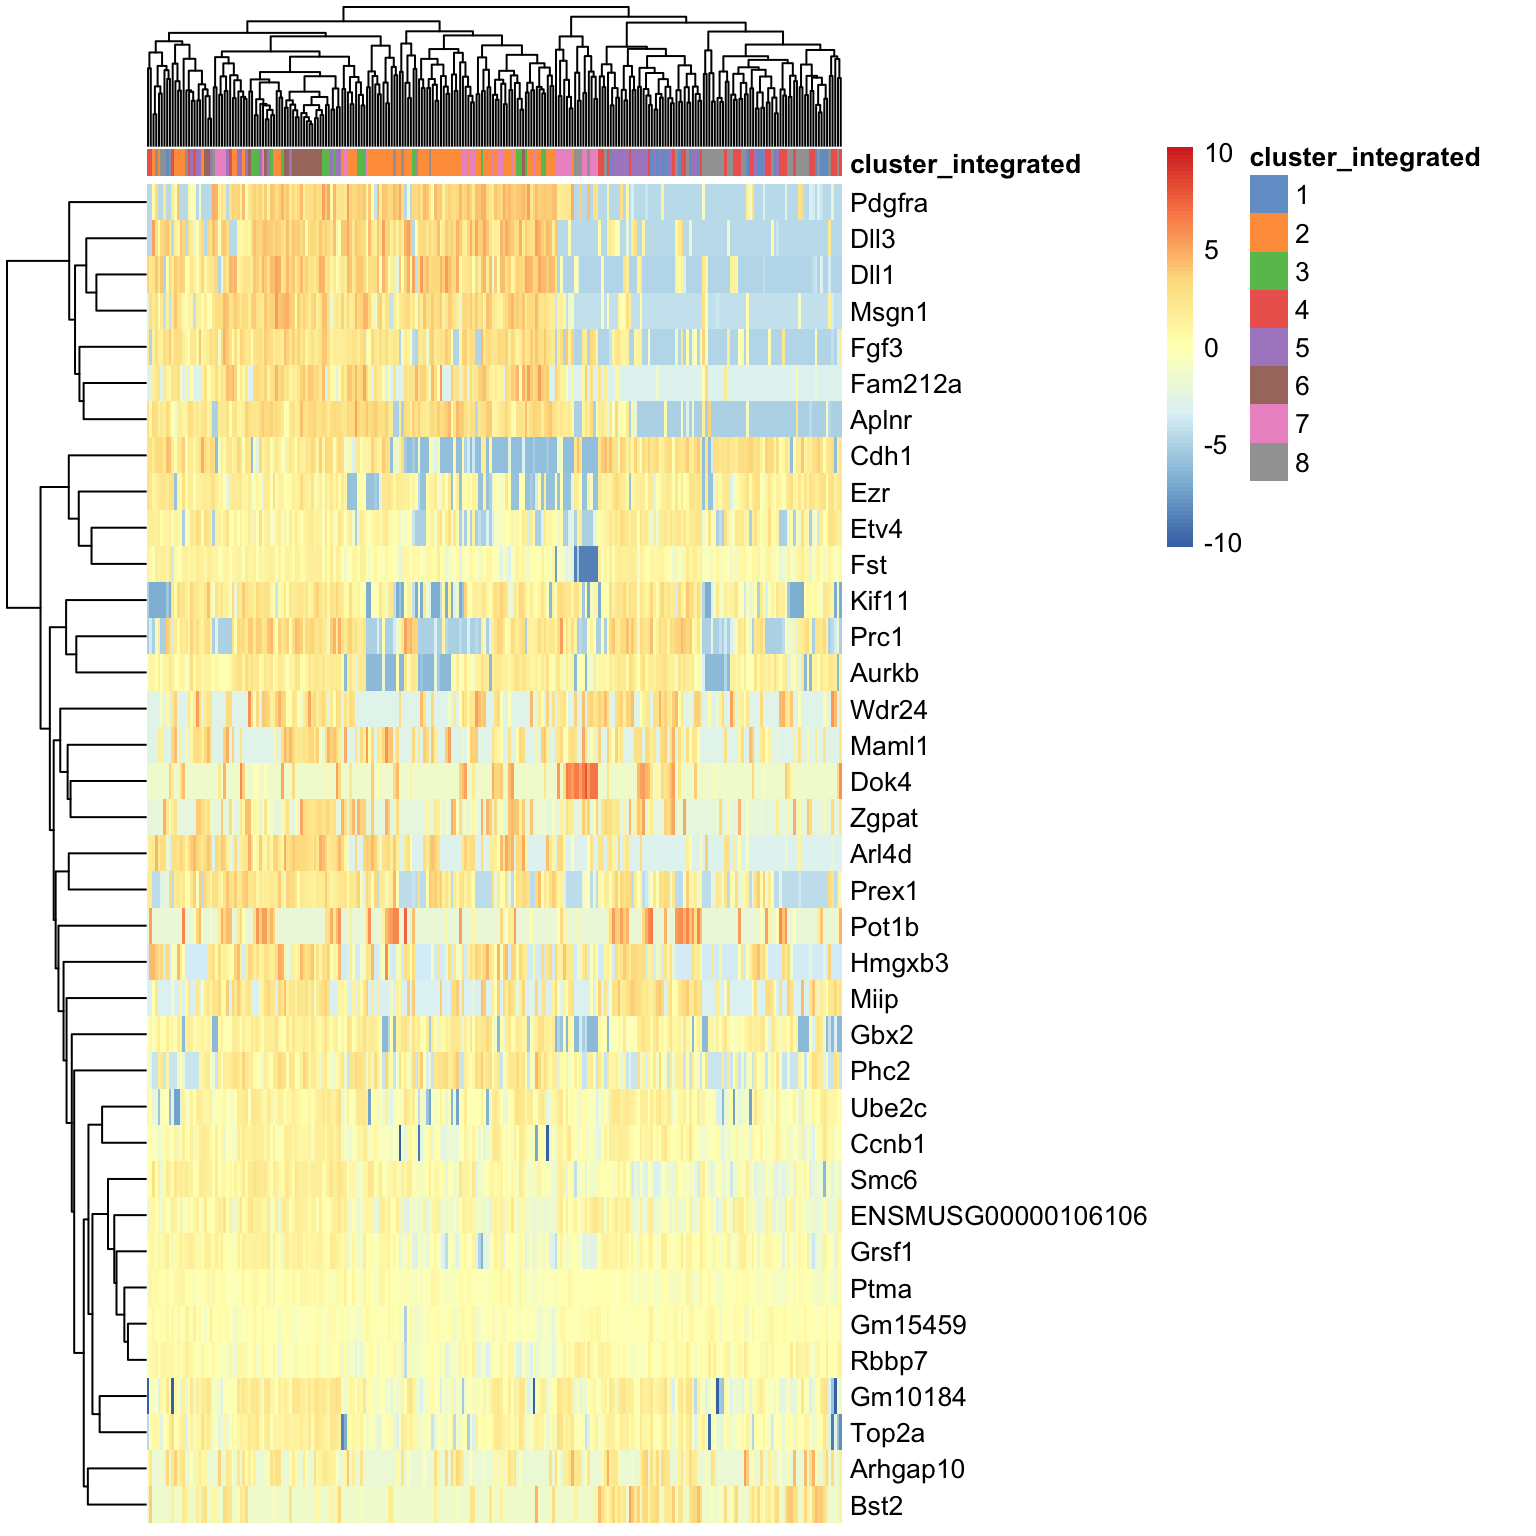 cluster_integrated
Pdgfra
Dll3
Dll1
Msgn1
Fgf3
Fam212a
Aplnr
Cdh1
Ezr
Etv4
Fst
Kif11
Prc1
Aurkb
Wdr24
Maml1
Dok4
Zgpat
Arl4d
Prex1
Pot1b
Hmgxb3
Miip
Gbx2
Phc2
Ube2c
Ccnb1
Smc6
ENSMUSG00000106106
Grsf1
Ptma
Gm15459
Rbbp7
Gm10184
Top2a
Arhgap10
Bst2
10
5
0
-5
-10
cluster_integrated
1
2
3
4
5
6
7
8